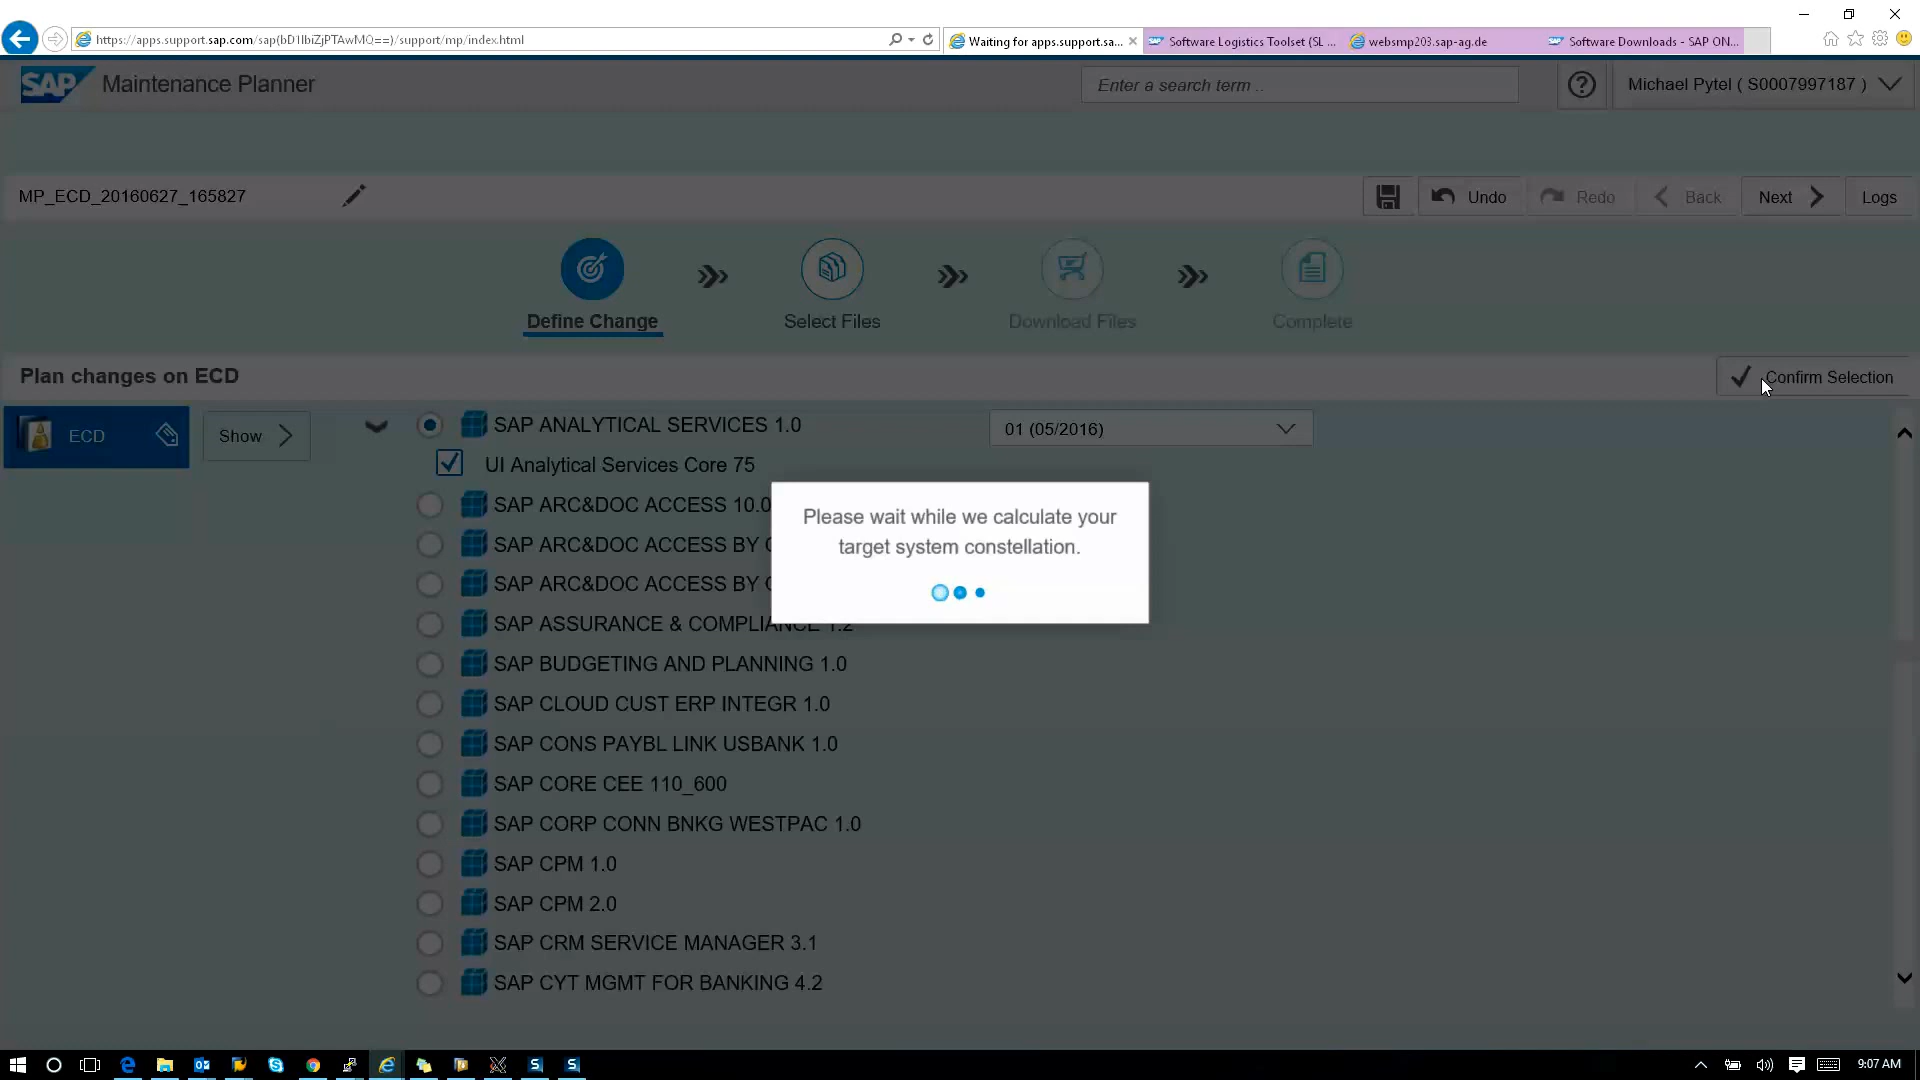 https://apps.support.sap.com/sap(bD1lbiZjPTAwMQ==)/support/mp/index.html
Waiting for apps.support.sa...
Software Logistics Toolset (SL ...
websmp203.sap-ag.de
Software Downloads - SAP ON...
SAP
Maintenance Planner
Enter a search term ..
Michael Pytel ( S0007997187 )
MP_ECD_20160627_165827
Undo
Redo
Back
Next
Logs
Define Change
Select Files
Download Files
Complete
Plan changes on ECD
Confirm Selection
ECD
Show
SAP ANALYTICAL SERVICES 1.0
01 (05/2016)
UI Analytical Services Core 75
SAP ARC&DOC ACCESS 10.0
SAP ARC&DOC ACCESS BY
SAP ARC&DOC ACCESS BY
SAP ASSURANCE & COMPLIANCE 1.2
Please wait while we calculate your
target system constellation.
SAP BUDGETING AND PLANNING 1.0
SAP CLOUD CUST ERP INTEGR 1.0
SAP CONS PAYBL LINK USBANK 1.0
SAP CORE CEE 110_600
SAP CORP CONN BNKG WESTPAC 1.0
SAP CPM 1.0
SAP CPM 2.0
SAP CRM SERVICE MANAGER 3.1
SAP CYT MGMT FOR BANKING 4.2
9:07 AM